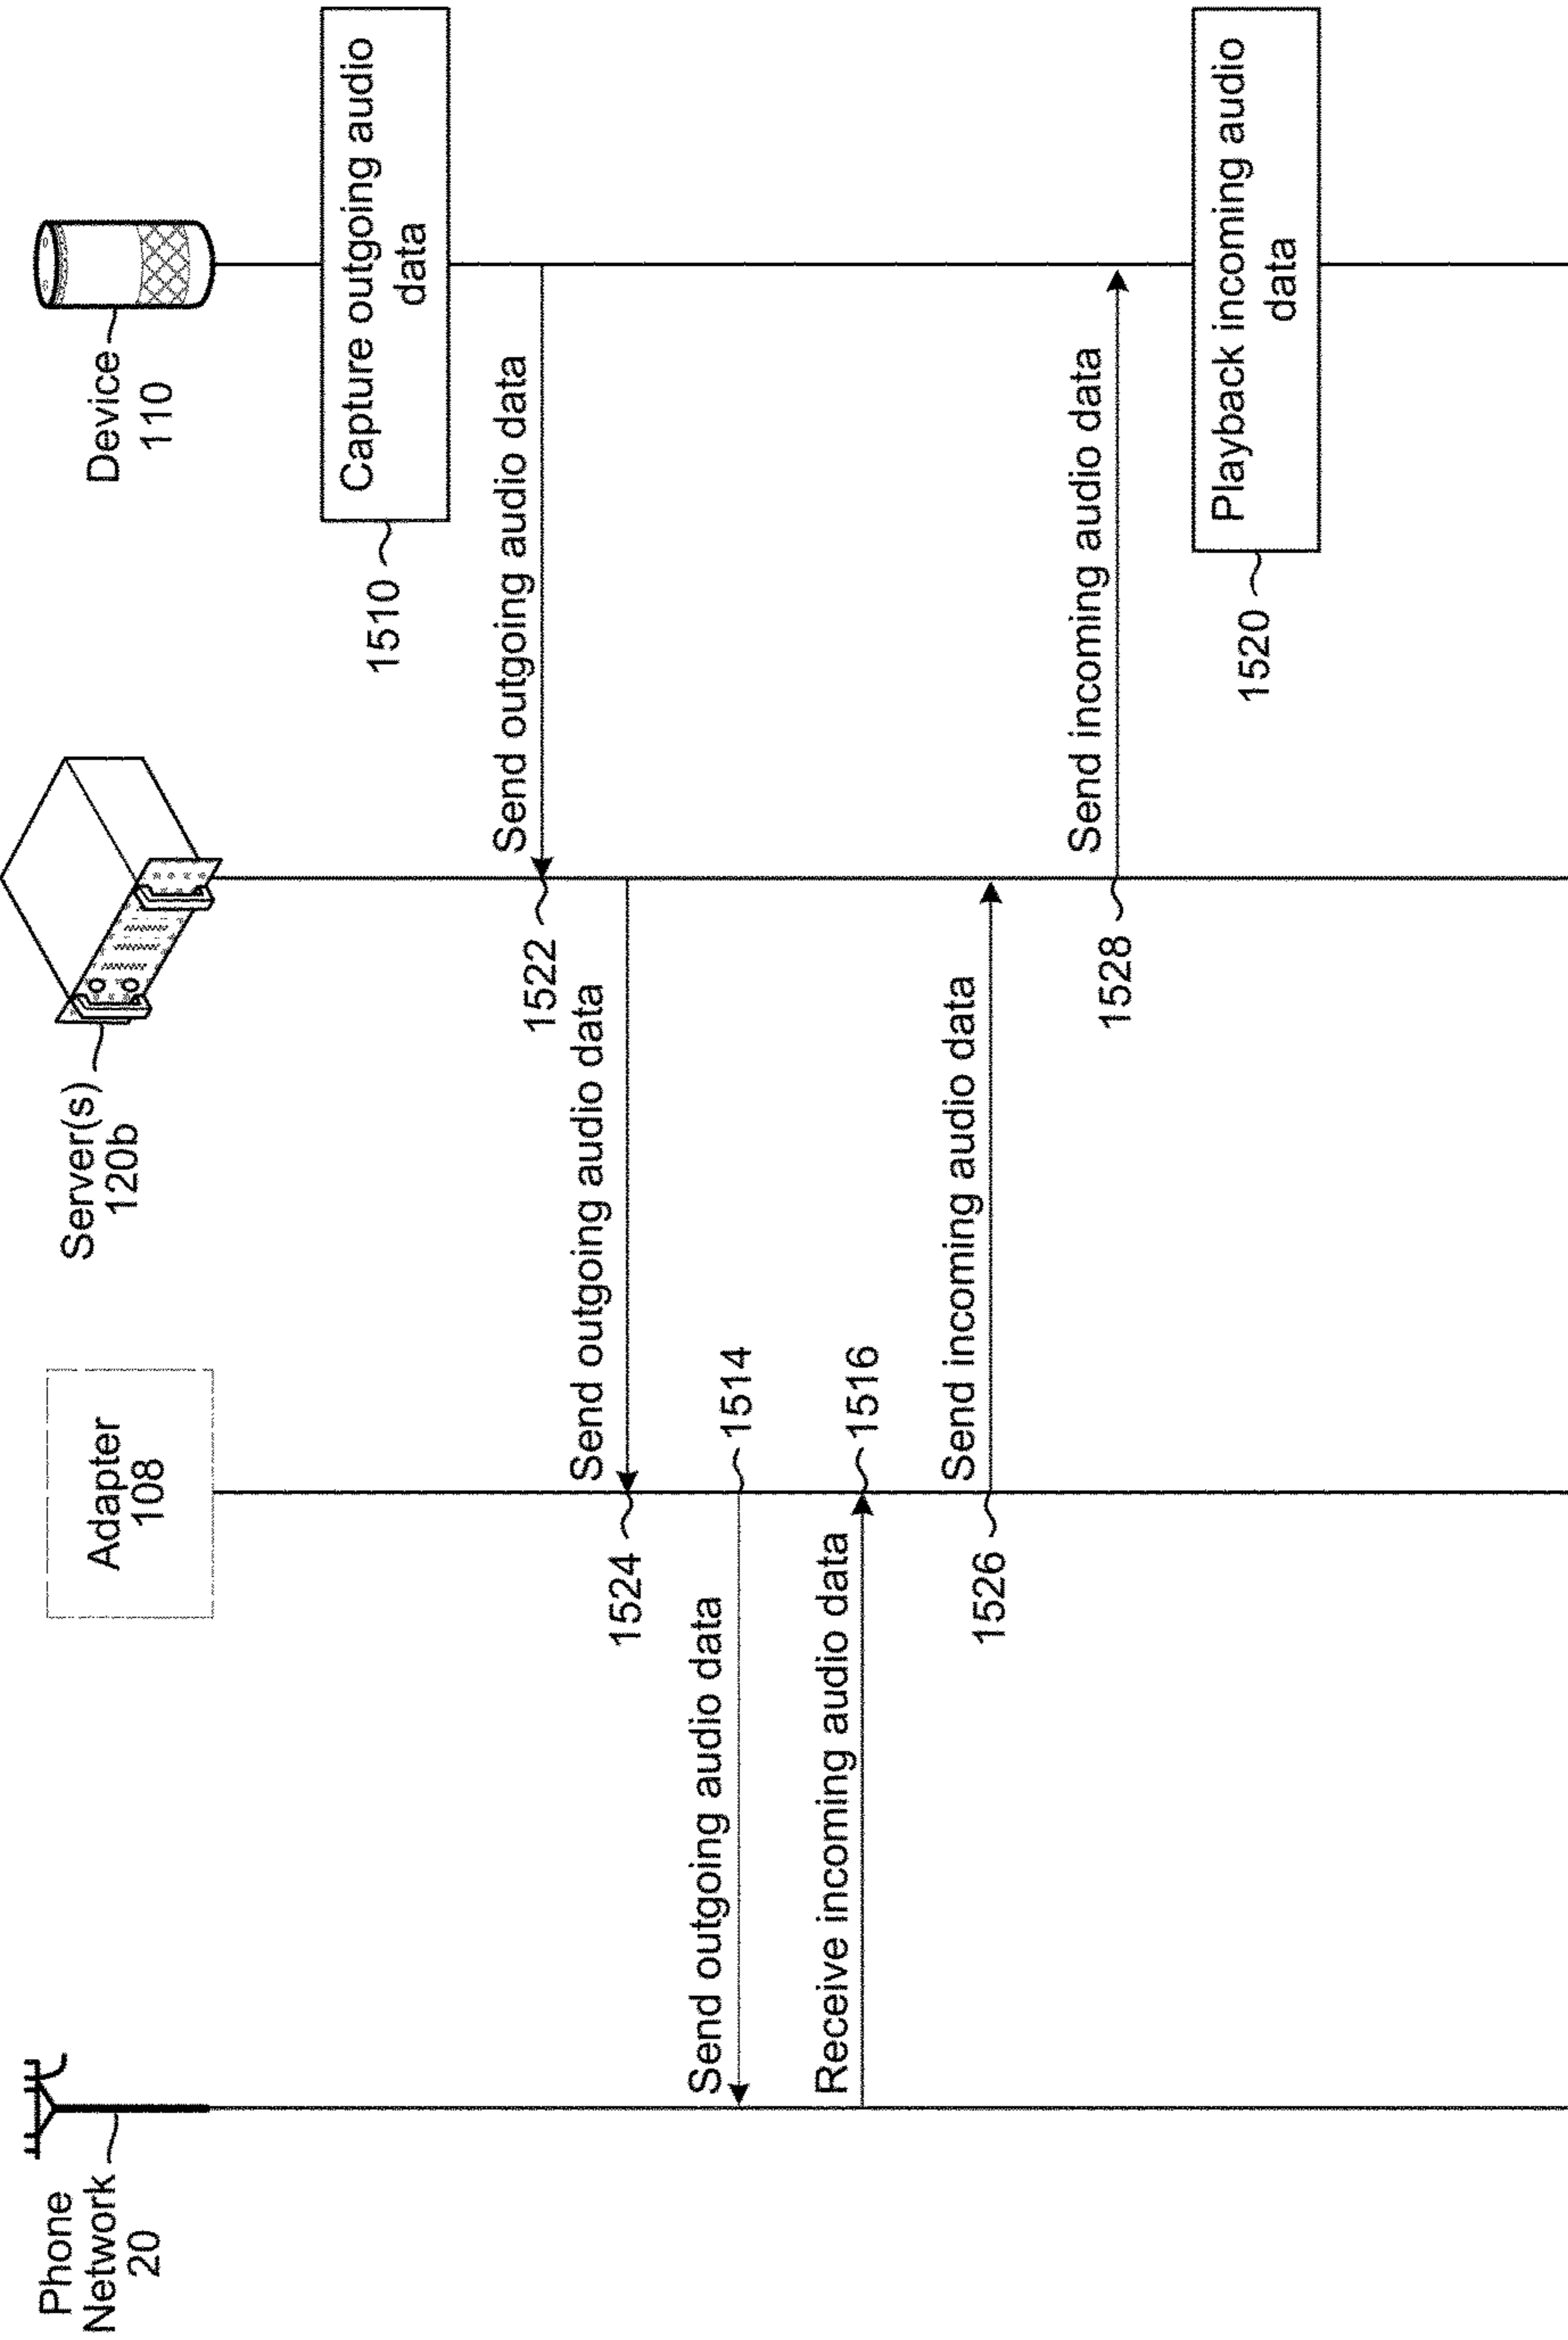 Phone
Network
20
Adapter
108
Server(s)
120b
Device
110
Capture outgoing audio
data
1510
Send outgoing audio data
1522
Send outgoing audio data
1524
Send outgoing audio data
1514
Receive incoming audio data
1516
Send incoming audio data
1526
Send incoming audio data
1528
Playback incoming audio
data
1520